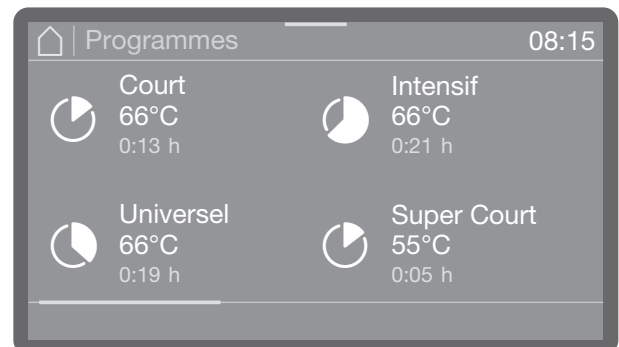 Programmes 08:15
Court
66°C
0:13 h
Intensif
66°C
0:21 h
Universel
66°C
0:19 h
Super Court
55°C
0:05 h